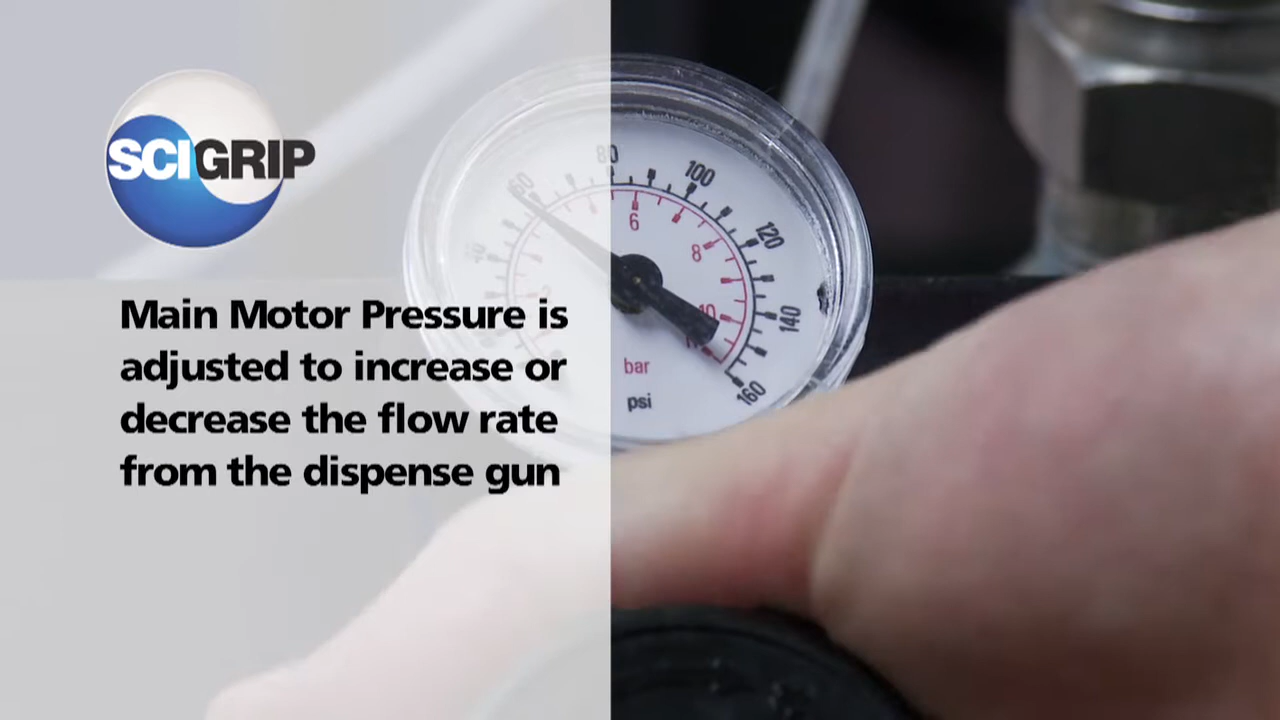 SCIGRIP
Main Motor Pressure is
adjusted to increase or
decrease the flow rate
from the dispense gun
60
80
100
120
140
160
6
8
10
bar
psi